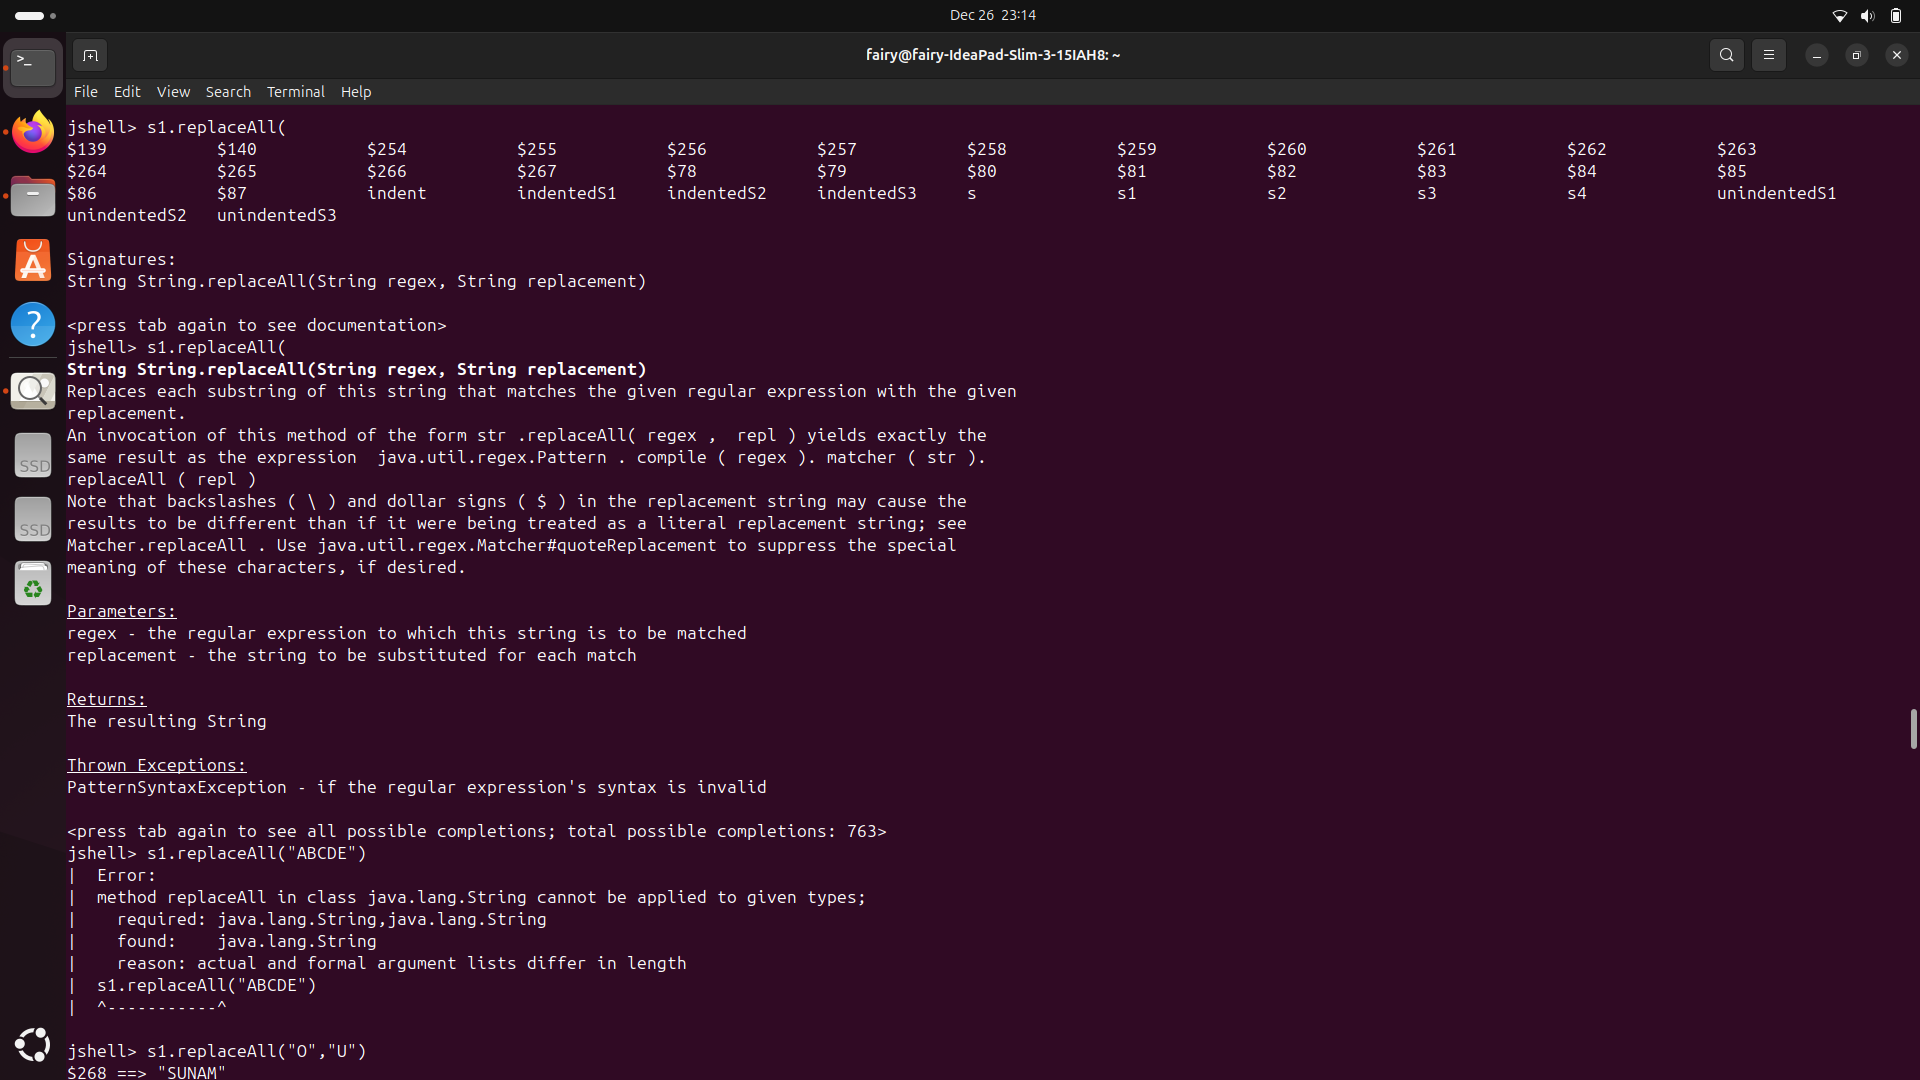 Dec 26 23:14
fairy@fairy-IdeaPad-Slim-3-15IAH8: ~
File Edit View Search Terminal Help
jshell> s1.replaceAll(
$139 $140 $254 $255 $256 $257 $258 $259 $260 $261 $262 $263
$264 $265 $266 $267 $78 $79 $80 $81 $82 $83 $84 $85
$86 $87 indent indentedS1 indentedS2 indentedS3 s s1 s2 s3 s4 unindentedS1
unindentedS2 unindentedS3
Signatures:
String String.replaceAll(String regex, String replacement)
<press tab again to see documentation>
jshell> s1.replaceAll(
String String.replaceAll(String regex, String replacement)
Replaces each substring of this string that matches the given regular expression with the given
replacement.
An invocation of this method of the form str .replaceAll( regex ,  repl ) yields exactly the
same result as the expression  java.util.regex.Pattern . compile ( regex ). matcher ( str ).
replaceAll ( repl )
Note that backslashes ( \ ) and dollar signs ( $ ) in the replacement string may cause the
results to be different than if it were being treated as a literal replacement string; see
Matcher.replaceAll . Use java.util.regex.Matcher#quoteReplacement to suppress the special
meaning of these characters, if desired.
Parameters:
regex - the regular expression to which this string is to be matched
replacement - the string to be substituted for each match
Returns:
The resulting String
Thrown Exceptions:
PatternSyntaxException - if the regular expression's syntax is invalid
<press tab again to see all possible completions; total possible completions: 763>
jshell> s1.replaceAll("ABCDE")
|  Error:
|  method replaceAll in class java.lang.String cannot be applied to given types;
|    required: java.lang.String,java.lang.String
|    found:    java.lang.String
|    reason: actual and formal argument lists differ in length
|  s1.replaceAll("ABCDE")
|  ^-----------^
jshell> s1.replaceAll("O","U")
$268 ==> "SUNAM"
SSD
SSD